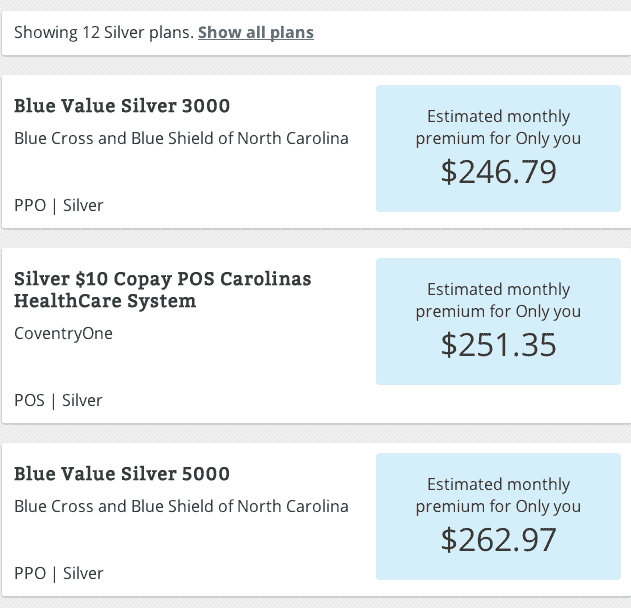 Showing 12 Silver plans. Show all plans
Blue Value Silver 3000
Blue Cross and Blue Shield of North Carolina
PPO | Silver
Estimated monthly
premium for Only you
$246.79
Silver $10 Copay POS Carolinas
HealthCare System
CoventryOne
POS | Silver
Estimated monthly
premium for Only you
$251.35
Blue Value Silver 5000
Blue Cross and Blue Shield of North Carolina
PPO | Silver
Estimated monthly
premium for Only you
$262.97